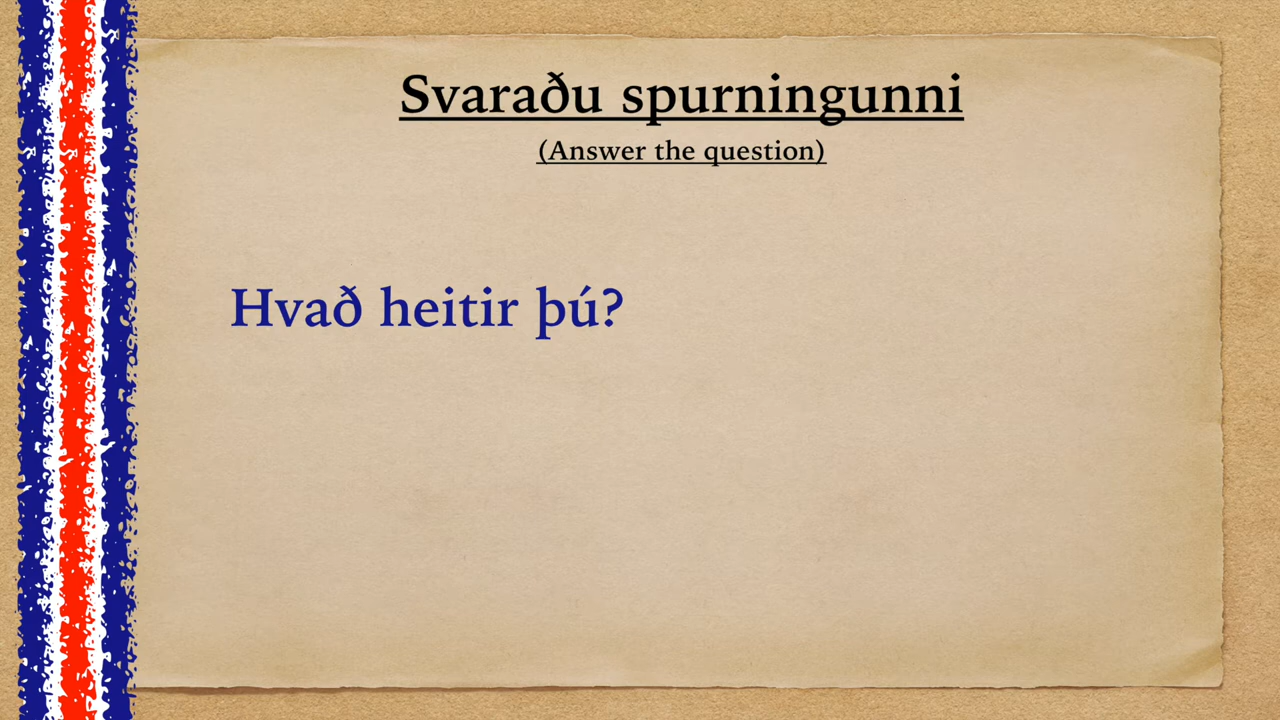 Svaraðu spurningunni
(Answer the question)
Hvað heitir þú?